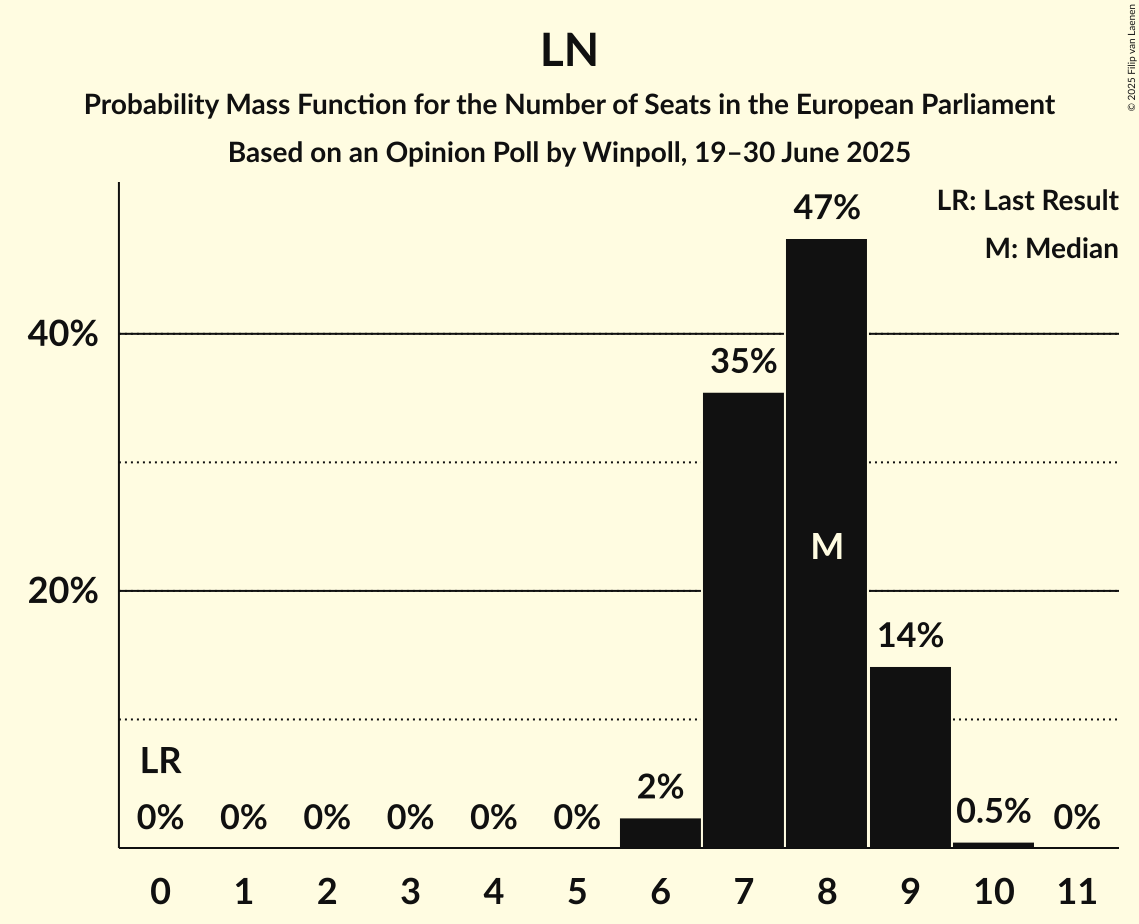 LN
Probability Mass Function for the Number of Seats in the European Parliament
Based on an Opinion Poll by Winpoll, 19–30 June 2025
© 2025 Filip van Laenen
LR: Last Result
M: Median
47%
40%
35%
M
20%
14%
LR
2%
0% 0% 0% 0% 0% 0% 0.5% 0%
0 1 2 3 4 5 6 7 8 9 10 11